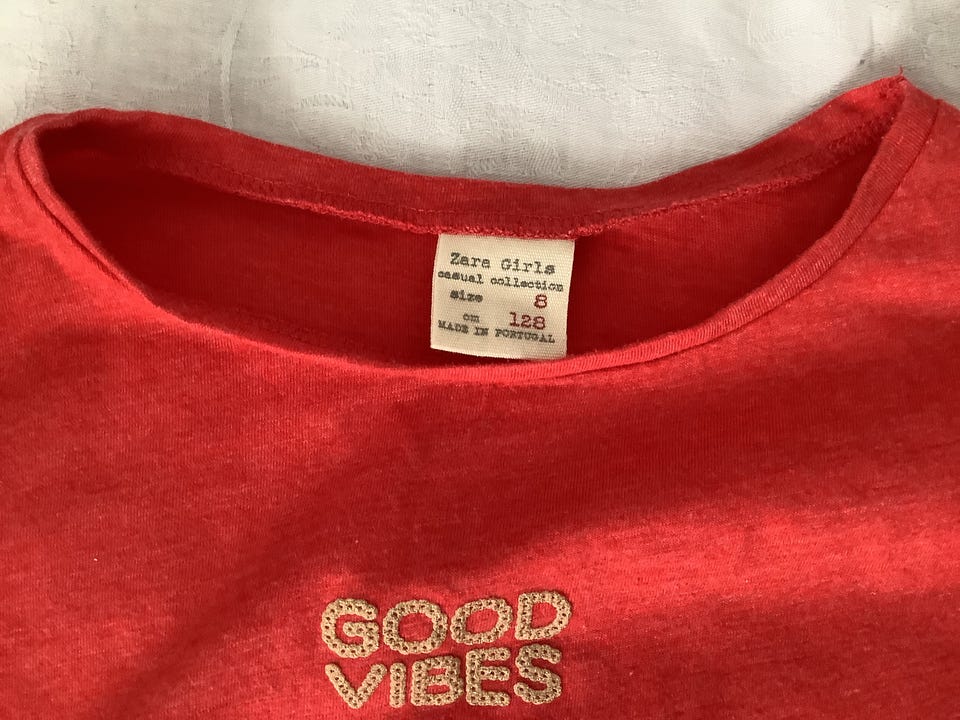 Zara Girls
casual collection
size 8
cm 128
MADE IN PORTUGAL
GOOD
VIBES